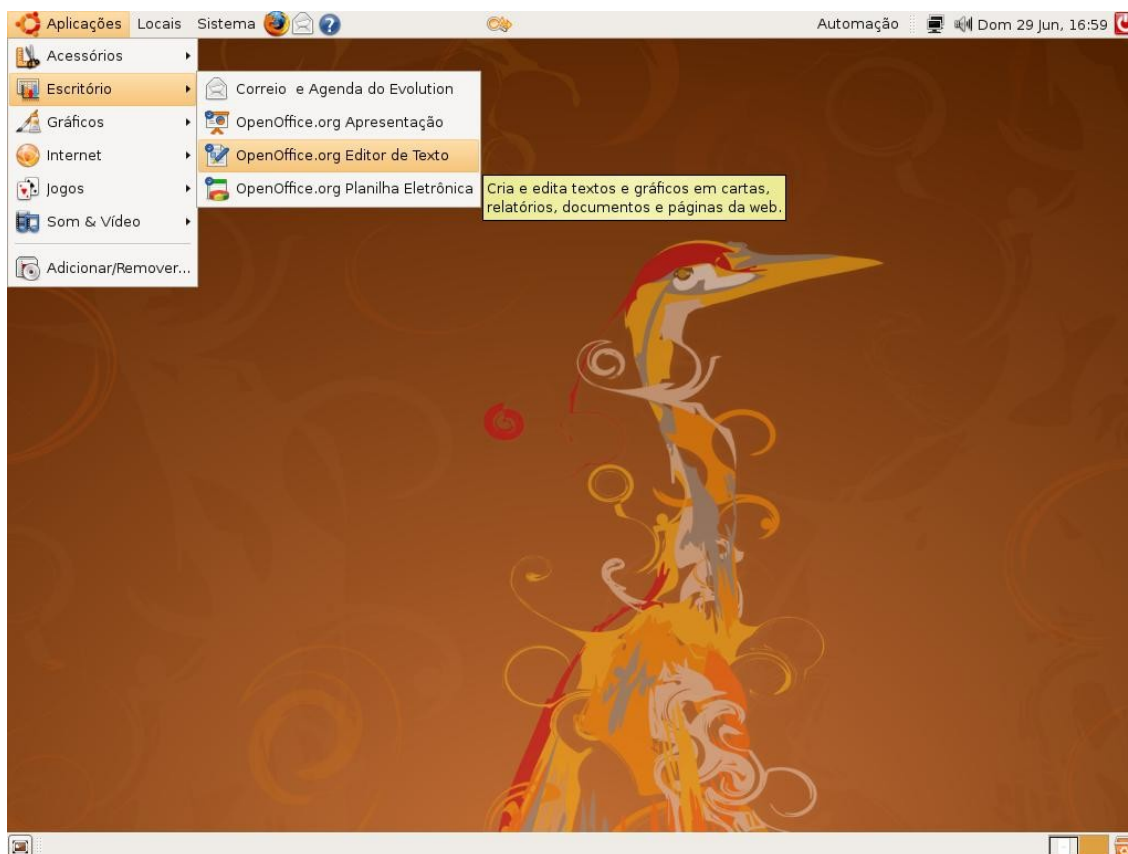 Aplicações Locais Sistema Automação Dom 29 Jun, 16:59
Acessórios
Escritório
Gráficos
Internet
Jogos
Som & Vídeo
Adicionar/Remover...
Correio e Agenda do Evolution
OpenOffice.org Apresentação
OpenOffice.org Editor de Texto
OpenOffice.org Planilha Eletrônica
Cria e edita textos e gráficos em cartas,
relatórios, documentos e páginas da web.